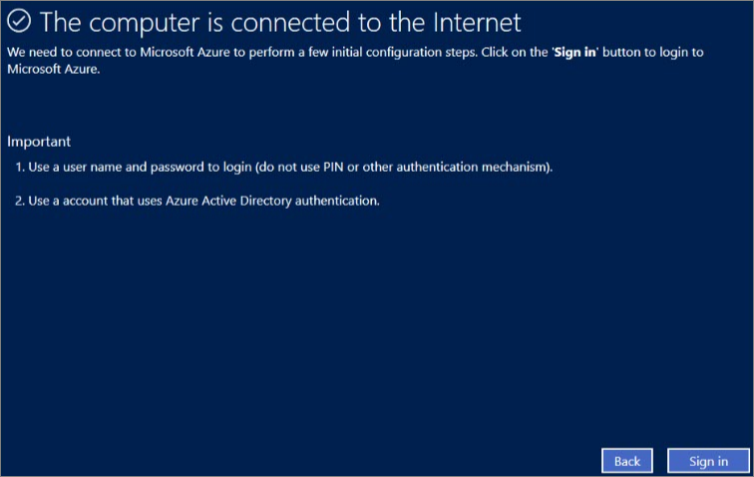 The computer is connected to the Internet
We need to connect to Microsoft Azure to perform a few initial configuration steps. Click on the 'Sign in' button to login to
Microsoft Azure.
Important
1. Use a user name and password to login (do not use PIN or other authentication mechanism).
2. Use a account that uses Azure Active Directory authentication.
Back
Sign in